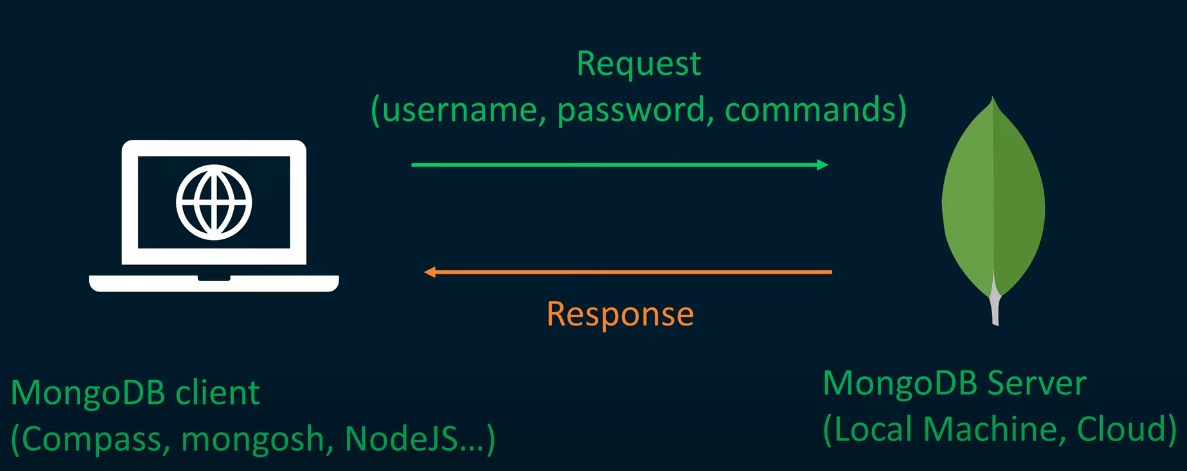 Request
(username, password, commands)
Response
MongoDB client
(Compass, mongosh, NodeJS...)
MongoDB Server
(Local Machine, Cloud)